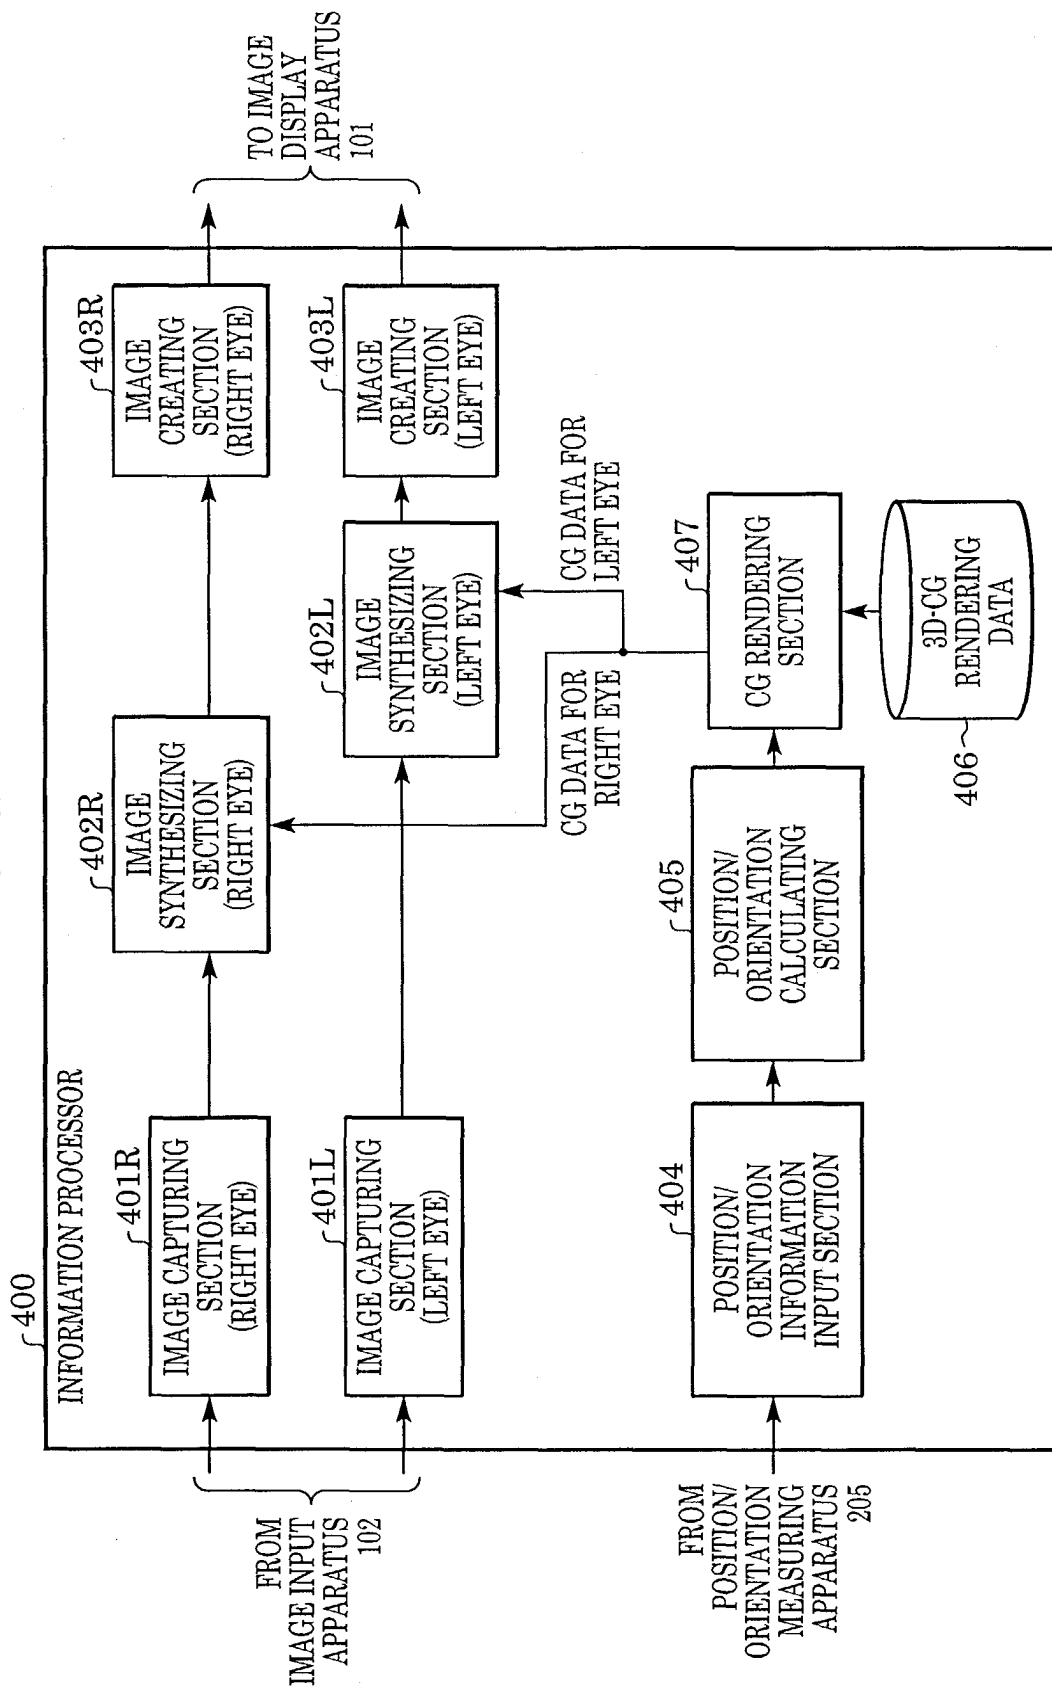 400
INFORMATION PROCESSOR
FROM
IMAGE INPUT
APPARATUS
102
401R
IMAGE CAPTURING
SECTION
(RIGHT EYE)
402R
IMAGE
SYNTHESIZING
SECTION
(RIGHT EYE)
403R
IMAGE
CREATING
SECTION
(RIGHT EYE)
TO IMAGE
DISPLAY
APPARATUS
101
401L
IMAGE CAPTURING
SECTION
(LEFT EYE)
402L
IMAGE
SYNTHESIZING
SECTION
(LEFT EYE)
403L
IMAGE
CREATING
SECTION
(LEFT EYE)
CG DATA FOR
RIGHT EYE
CG DATA FOR
LEFT EYE
FROM
POSITION/
ORIENTATION
MEASURING
APPARATUS
205
404
POSITION/
ORIENTATION
INFORMATION
INPUT SECTION
405
POSITION/
ORIENTATION
CALCULATING
SECTION
407
CG RENDERING
SECTION
406
3D-CG
RENDERING
DATA